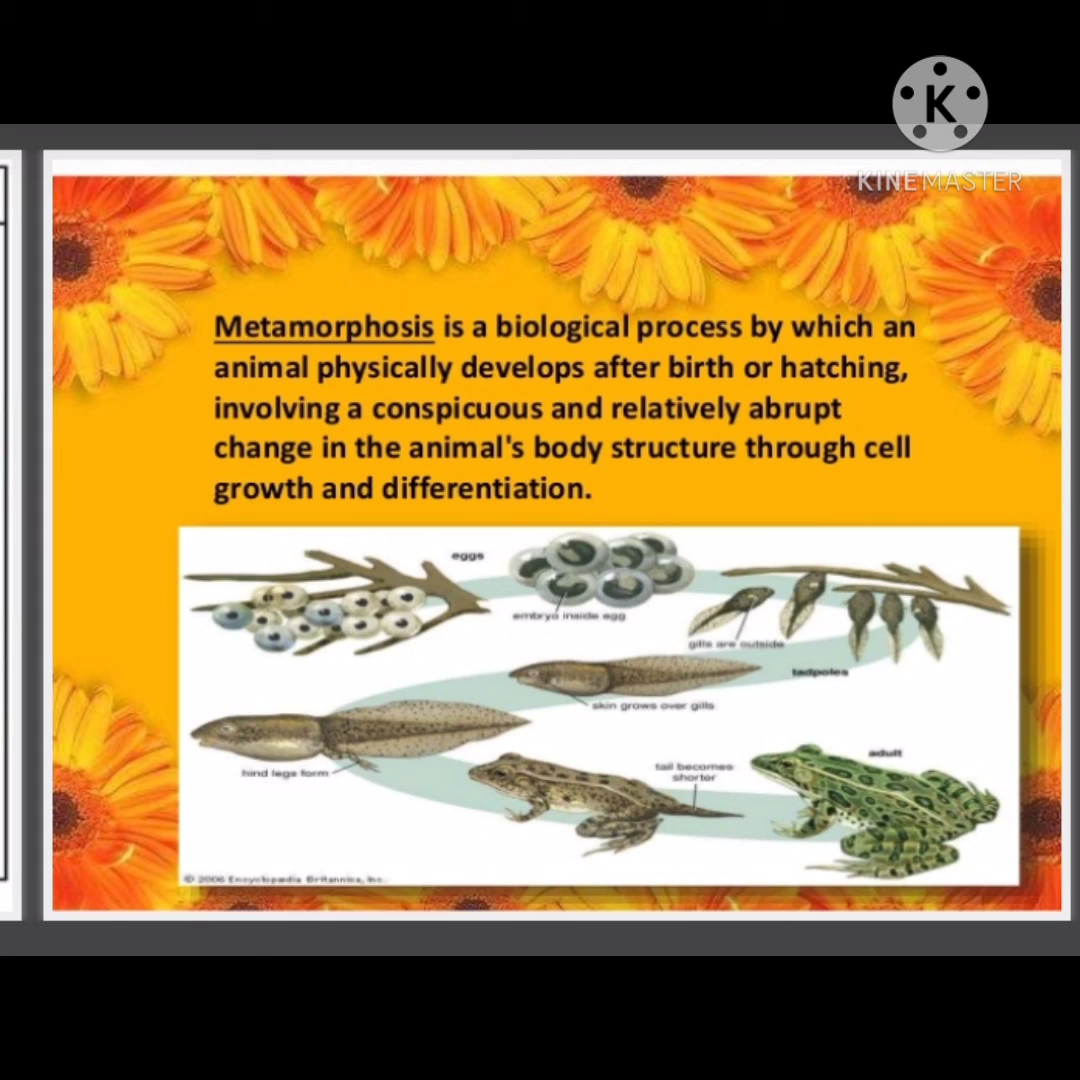 K
KINEMASTER
Metamorphosis is a biological process by which an
animal physically develops after birth or hatching,
involving a conspicuous and relatively abrupt
change in the animal's body structure through cell
growth and differentiation.
eggs
embryo inside egg
gills are outside
tadpoles
skin grows over gills
hind legs form
tail becomes
shorter
adult
© 2006 Encyclopædia Britannica, Inc.